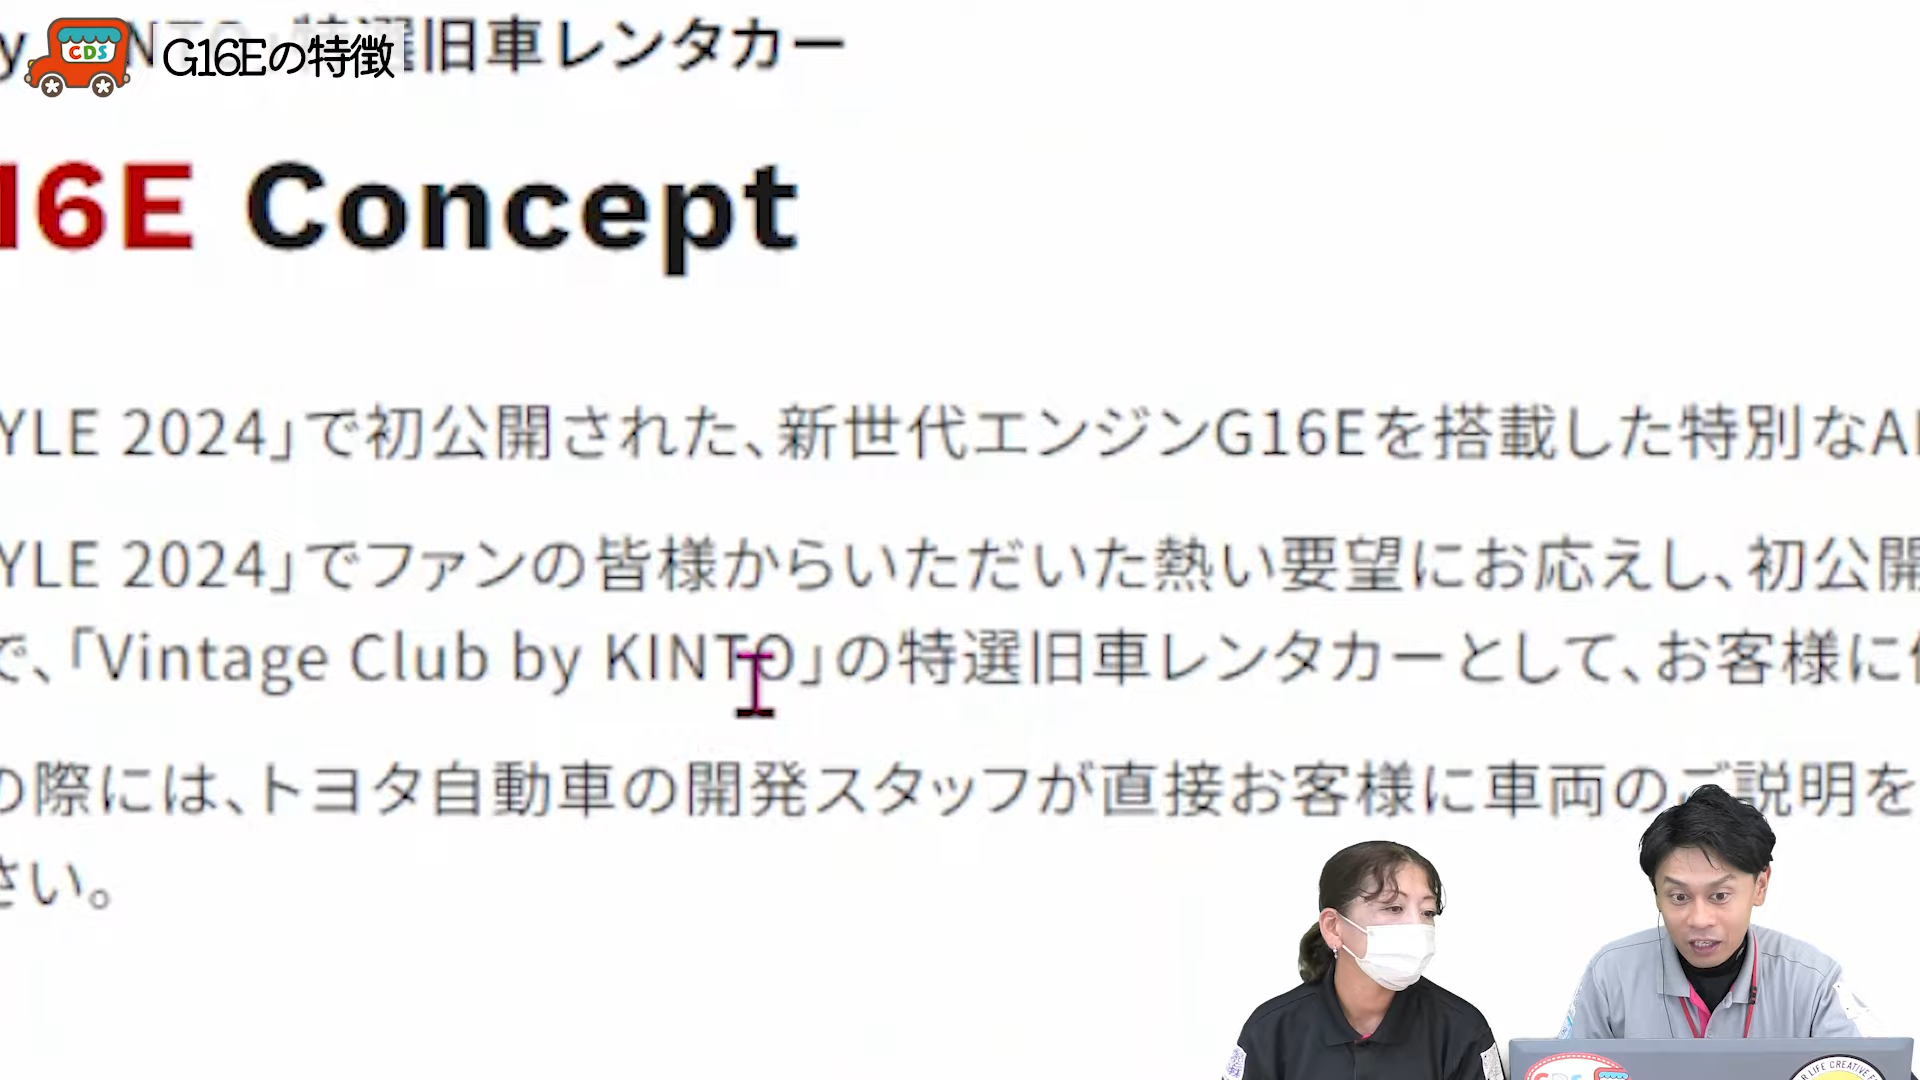 旧車レンタカー
CDS
G16Eの特徴
16E Concept
YLE 2024」で初公開された、新世代エンジンG16Eを搭載した特別なA
YLE 2024」でファンの皆様からいただいた熱い要望にお応えし、初公開
で、「Vintage Club by KINTO」の特選旧車レンタカーとして、お客様に
の際には、トヨタ自動車の開発スタッフが直接お客様に車両のご説明を
さい。
LIFE CREATIVE